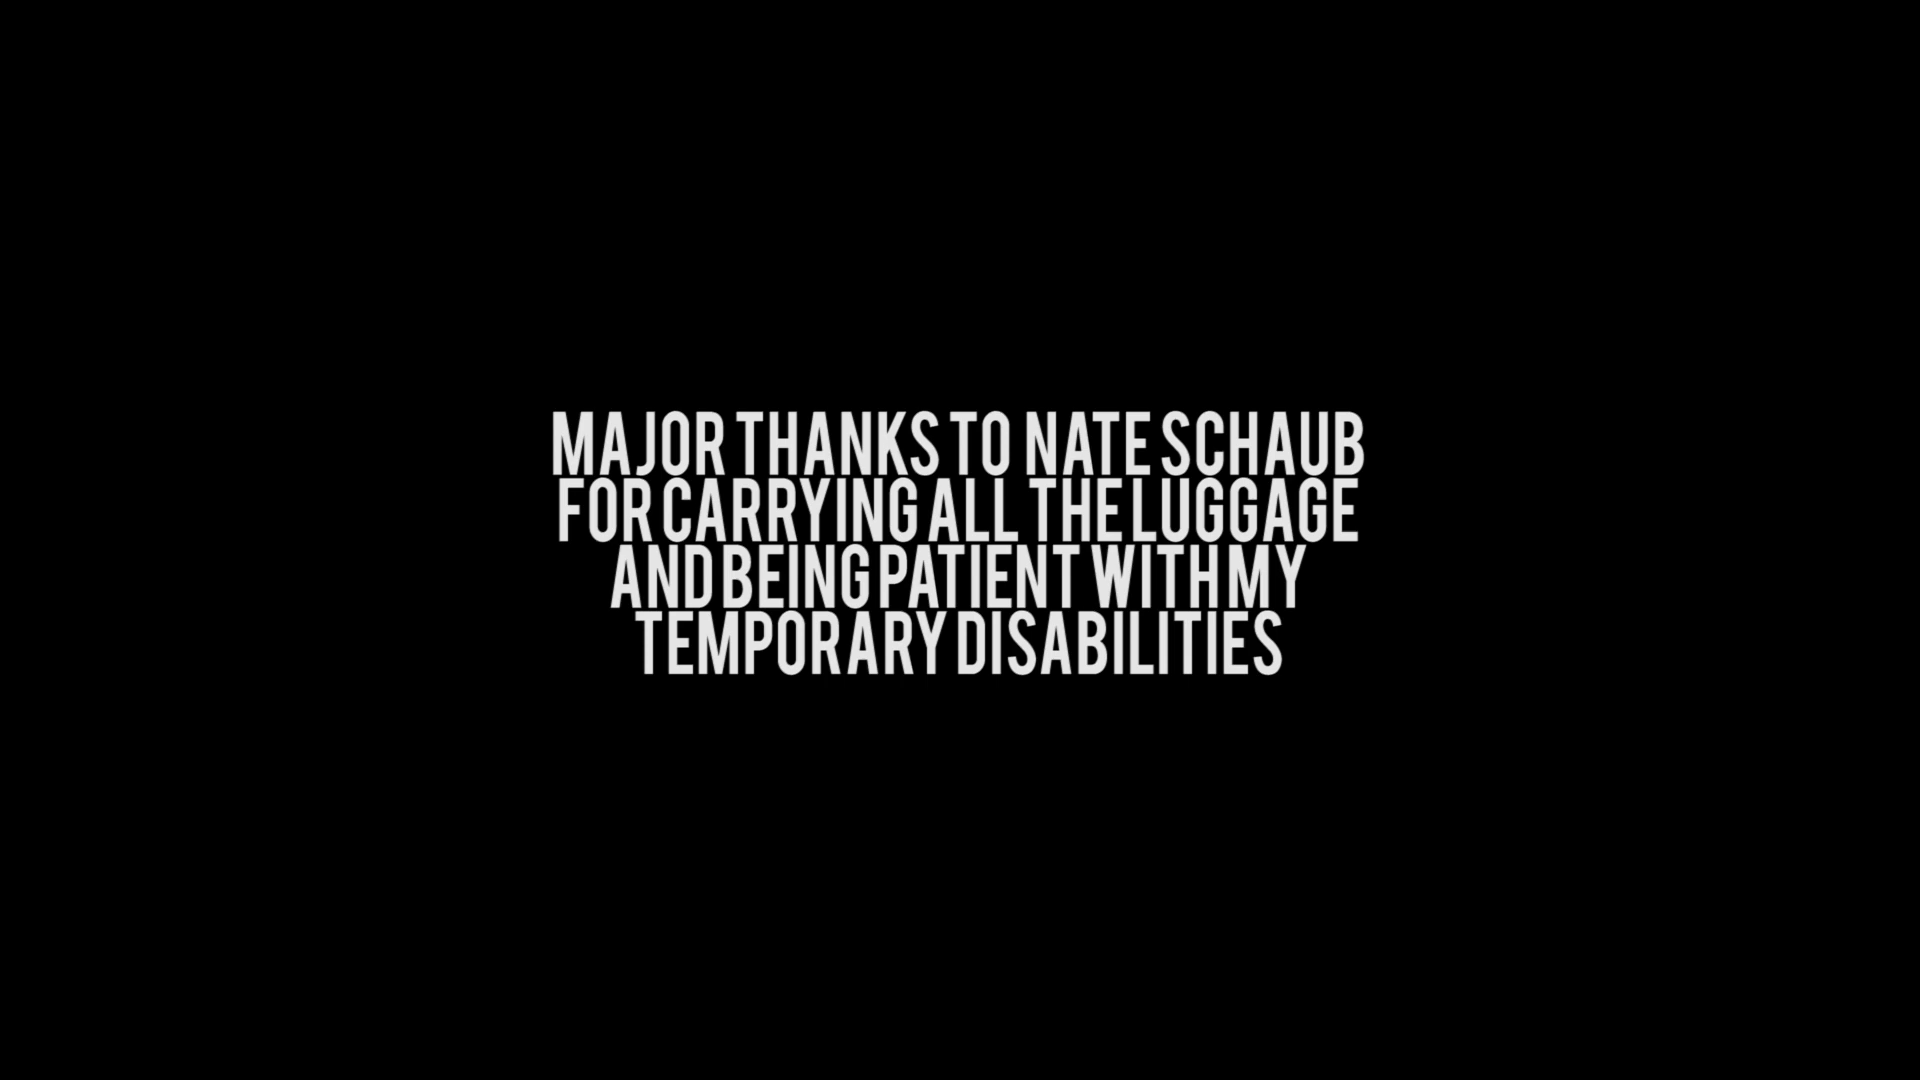 MAJOR THANKS TO NATE SCHAUB
FOR CARRYING ALL THE LUGGAGE
AND BEING PATIENT WITH MY
TEMPORARY DISABILITIES